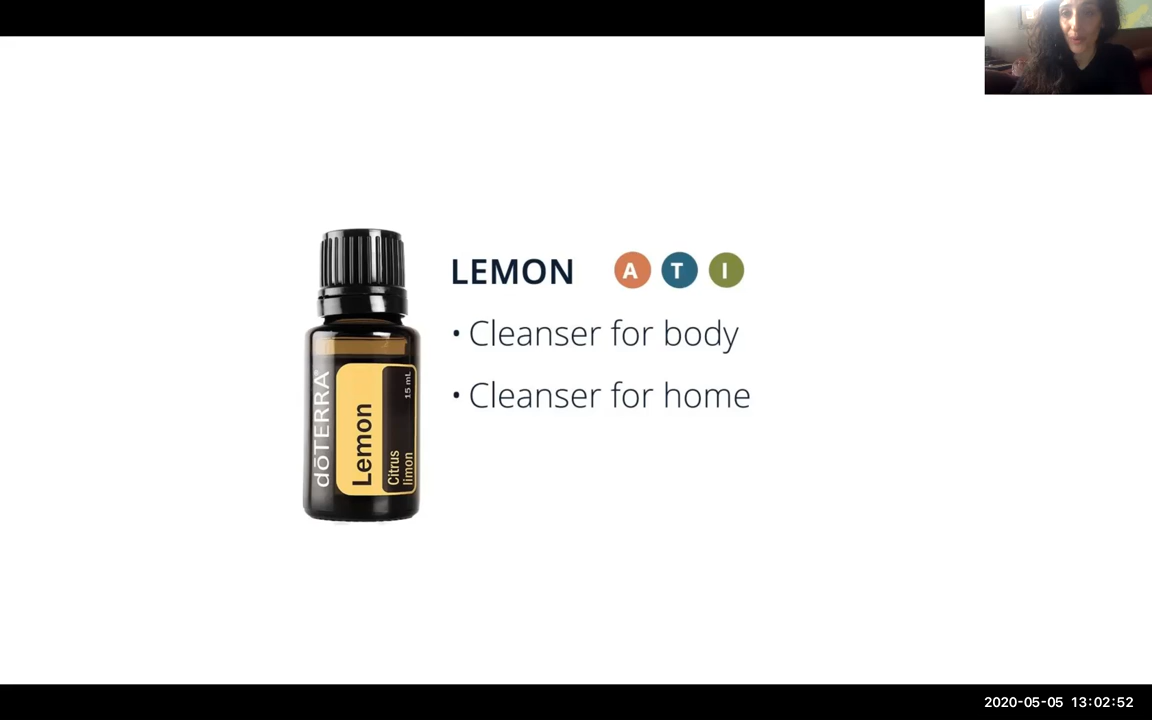 LEMON A T I
• Cleanser for body
• Cleanser for home
dōTERRA®
Lemon
Citrus
limon
15 mL
2020-05-05 13:02:52